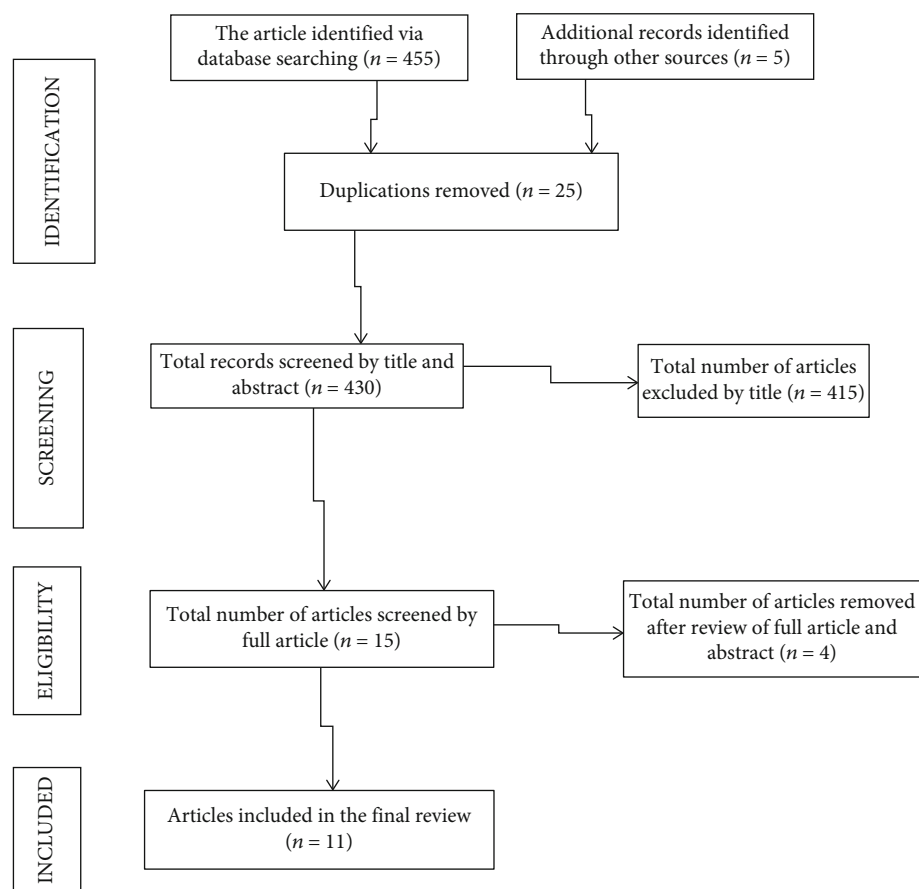 The article identified via
database searching (n = 455)
Additional records identified
through other sources (n = 5)
IDENTIFICATION
Duplications removed (n = 25)
SCREENING
Total records screened by title and
abstract (n = 430)
Total number of articles
excluded by title (n = 415)
ELIGIBILITY
Total number of articles screened by
full article (n = 15)
Total number of articles removed
after review of full article and
abstract (n = 4)
INCLUDED
Articles included in the final review
(n = 11)